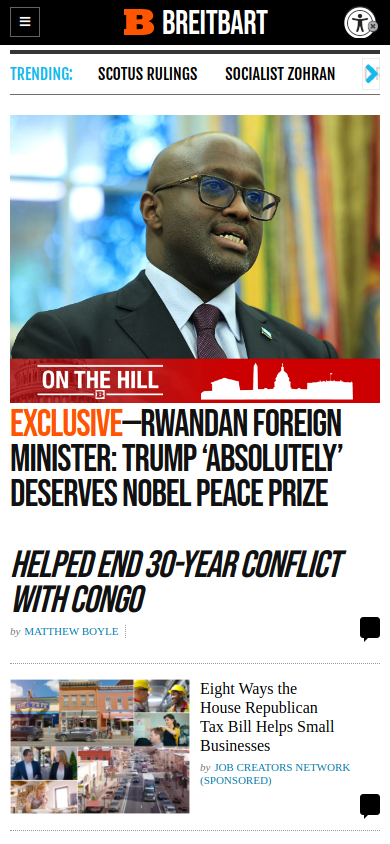 BREITBART
TRENDING:
SCOTUS RULINGS
SOCIALIST ZOHRAN
ON THE HILL
EXCLUSIVE—RWANDAN FOREIGN
MINISTER: TRUMP ‘ABSOLUTELY’
DESERVES NOBEL PEACE PRIZE
HELPED END 30-YEAR CONFLICT
WITH CONGO
by MATTHEW BOYLE
Eight Ways the
House Republican
Tax Bill Helps Small
Businesses
by JOB CREATORS NETWORK
(SPONSORED)